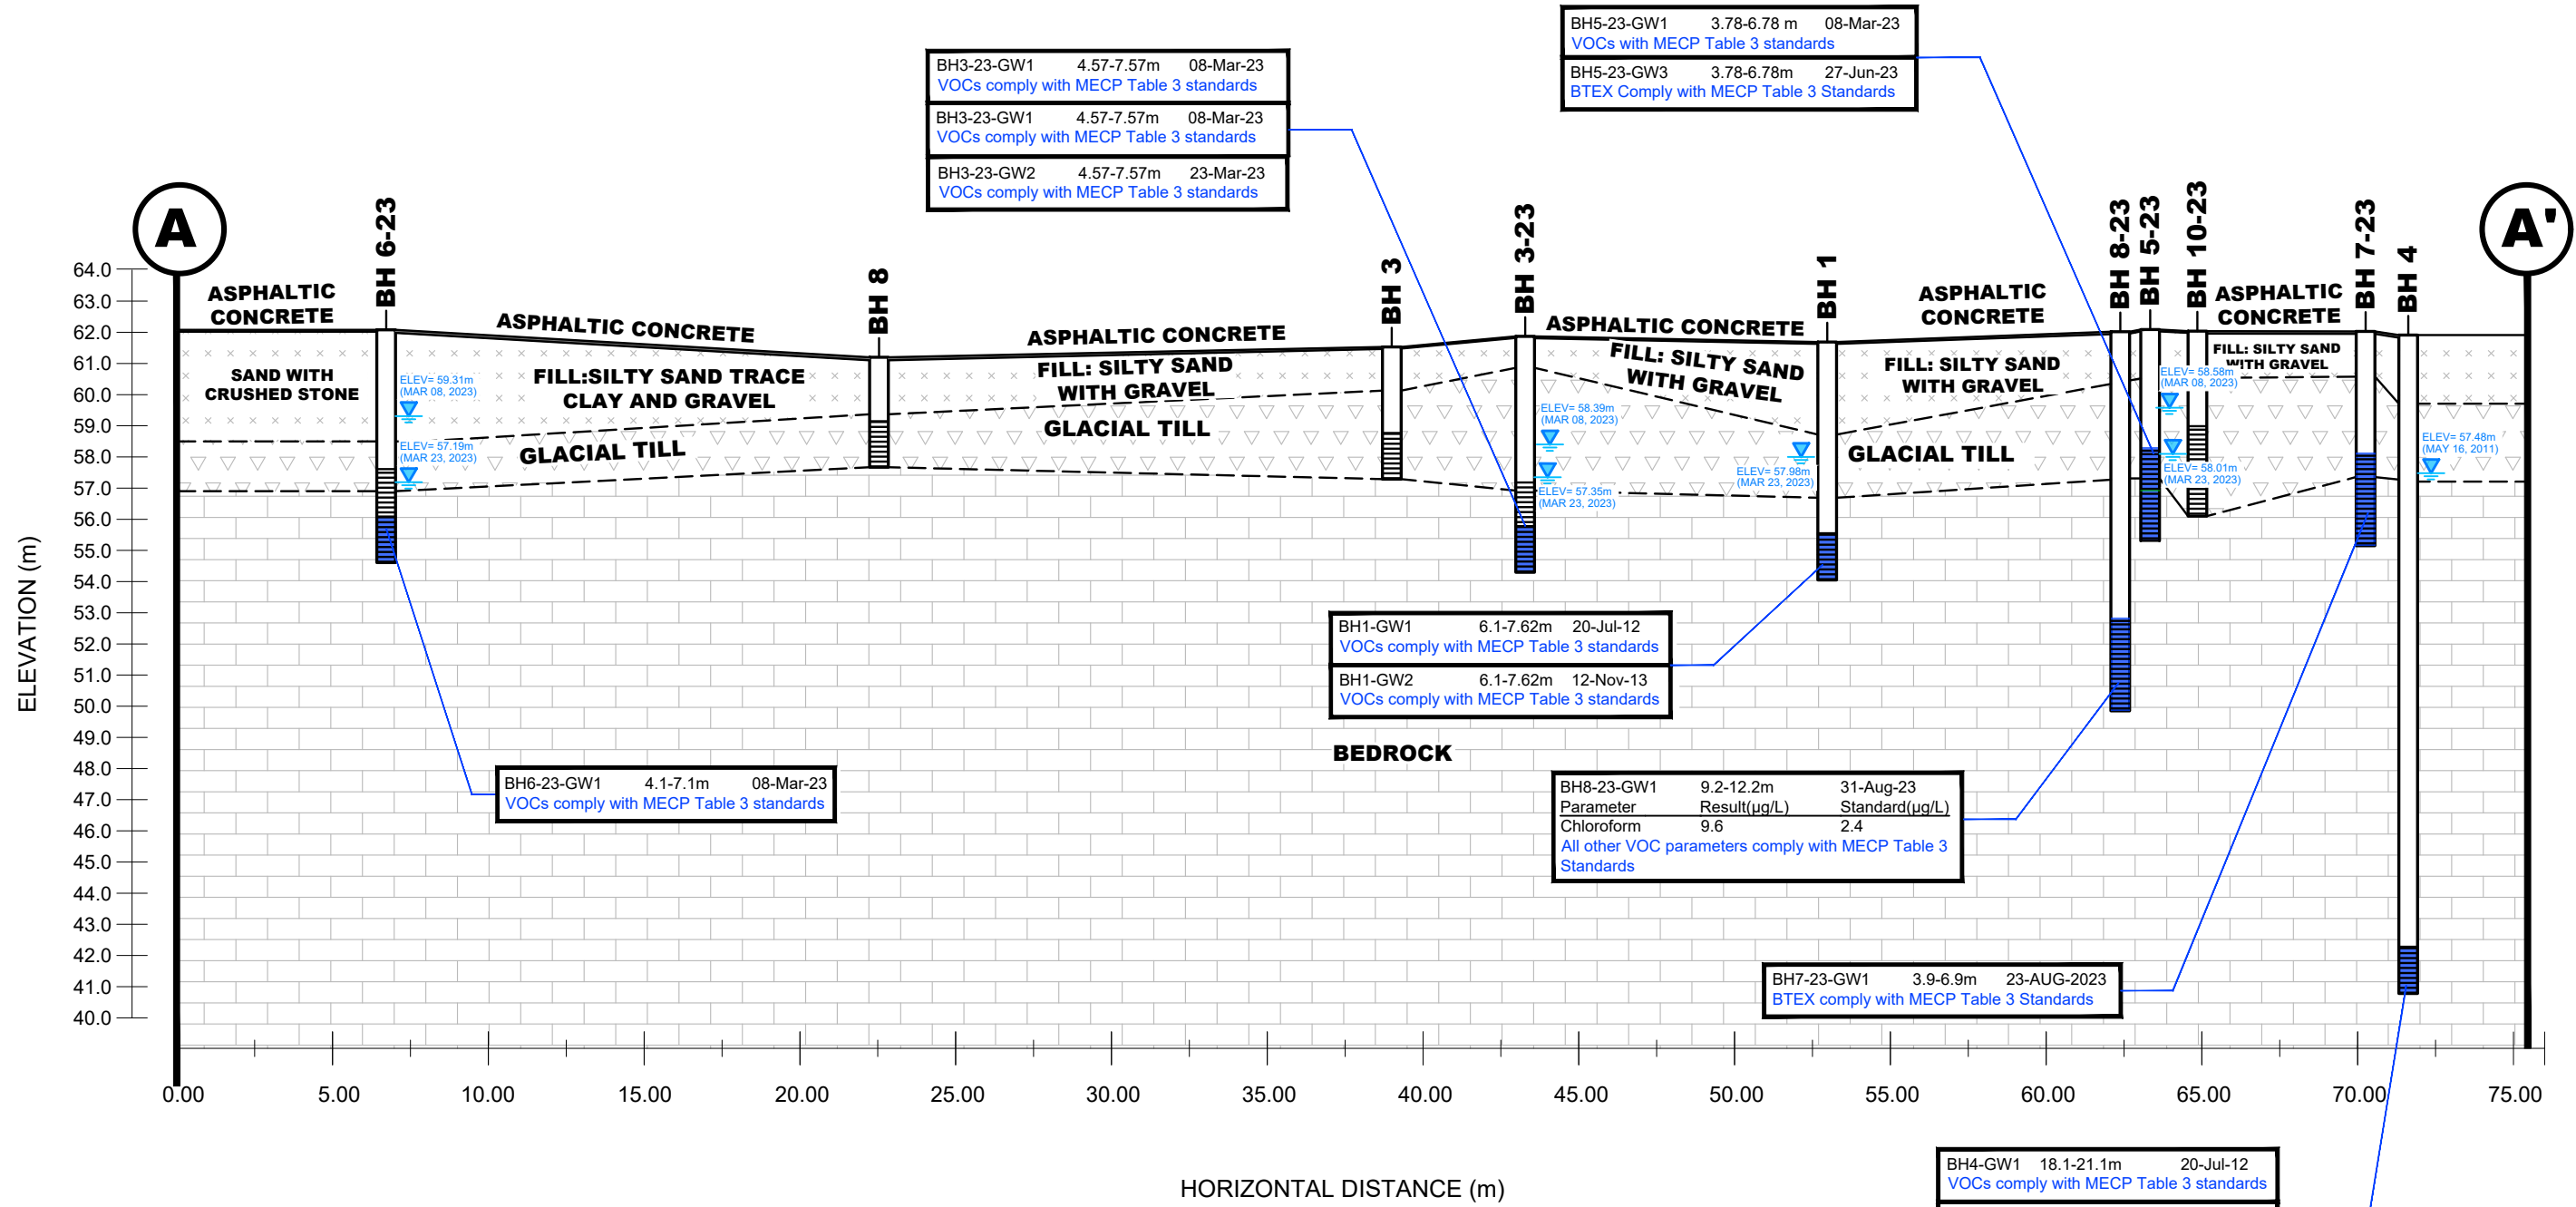 BH5-23-GW1 3.78-6.78 m 08-Mar-23
VOCs with MECP Table 3 standards
BH5-23-GW3 3.78-6.78m 27-Jun-23
BTEX Comply with MECP Table 3 Standards
BH3-23-GW1 4.57-7.57m 08-Mar-23
VOCs comply with MECP Table 3 standards
BH3-23-GW1 4.57-7.57m 08-Mar-23
VOCs comply with MECP Table 3 standards
BH3-23-GW2 4.57-7.57m 23-Mar-23
VOCs comply with MECP Table 3 standards
A
A'
BH 6-23
BH 8
BH 3
BH 3-23
BH 1
BH 8-23
BH 5-23
BH 10-23
BH 7-23
BH 4
ASPHALTIC
CONCRETE
ASPHALTIC CONCRETE
ASPHALTIC CONCRETE
ASPHALTIC CONCRETE
ASPHALTIC
CONCRETE
ASPHALTIC
CONCRETE
SAND WITH
CRUSHED STONE
FILL:SILTY SAND TRACE
CLAY AND GRAVEL
FILL: SILTY SAND
WITH GRAVEL
FILL: SILTY SAND
WITH GRAVEL
FILL: SILTY SAND
WITH GRAVEL
FILL: SILTY SAND
WITH GRAVEL
ELEV= 59.31m
(MAR 08, 2023)
ELEV= 57.19m
(MAR 23, 2023)
ELEV= 58.39m
(MAR 08, 2023)
ELEV= 57.35m
(MAR 23, 2023)
ELEV= 57.98m
(MAR 23, 2023)
ELEV= 58.58m
(MAR 08, 2023)
ELEV= 58.01m
(MAR 23, 2023)
ELEV= 57.48m
(MAY 16, 2011)
GLACIAL TILL
GLACIAL TILL
GLACIAL TILL
BEDROCK
BH1-GW1 6.1-7.62m 20-Jul-12
VOCs comply with MECP Table 3 standards
BH1-GW2 6.1-7.62m 12-Nov-13
VOCs comply with MECP Table 3 standards
BH6-23-GW1 4.1-7.1m 08-Mar-23
VOCs comply with MECP Table 3 standards
BH8-23-GW1 9.2-12.2m 31-Aug-23
Parameter Result(µg/L) Standard(µg/L)
Chloroform 9.6 2.4
All other VOC parameters comply with MECP Table 3
Standards
BH7-23-GW1 3.9-6.9m 23-AUG-2023
BTEX comply with MECP Table 3 Standards
BH4-GW1 18.1-21.1m 20-Jul-12
VOCs comply with MECP Table 3 standards
ELEVATION (m)
64.0
63.0
62.0
61.0
60.0
59.0
58.0
57.0
56.0
55.0
54.0
53.0
52.0
51.0
50.0
49.0
48.0
47.0
46.0
45.0
44.0
43.0
42.0
41.0
40.0
0.00 5.00 10.00 15.00 20.00 25.00 30.00 35.00 40.00 45.00 50.00 55.00 60.00 65.00 70.00 75.00
HORIZONTAL DISTANCE (m)